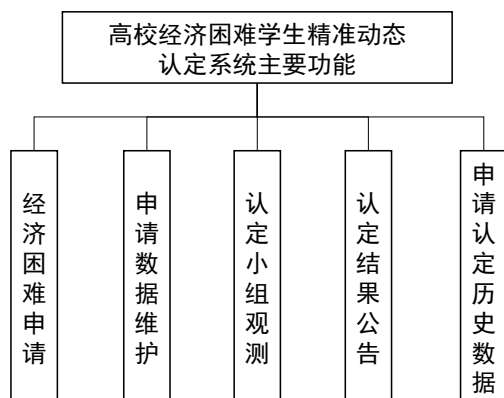 高校经济困难学生精准动态
认定系统主要功能
经济困难申请
申请数据维护
认定小组观测
认定结果公告
申请认定历史数据